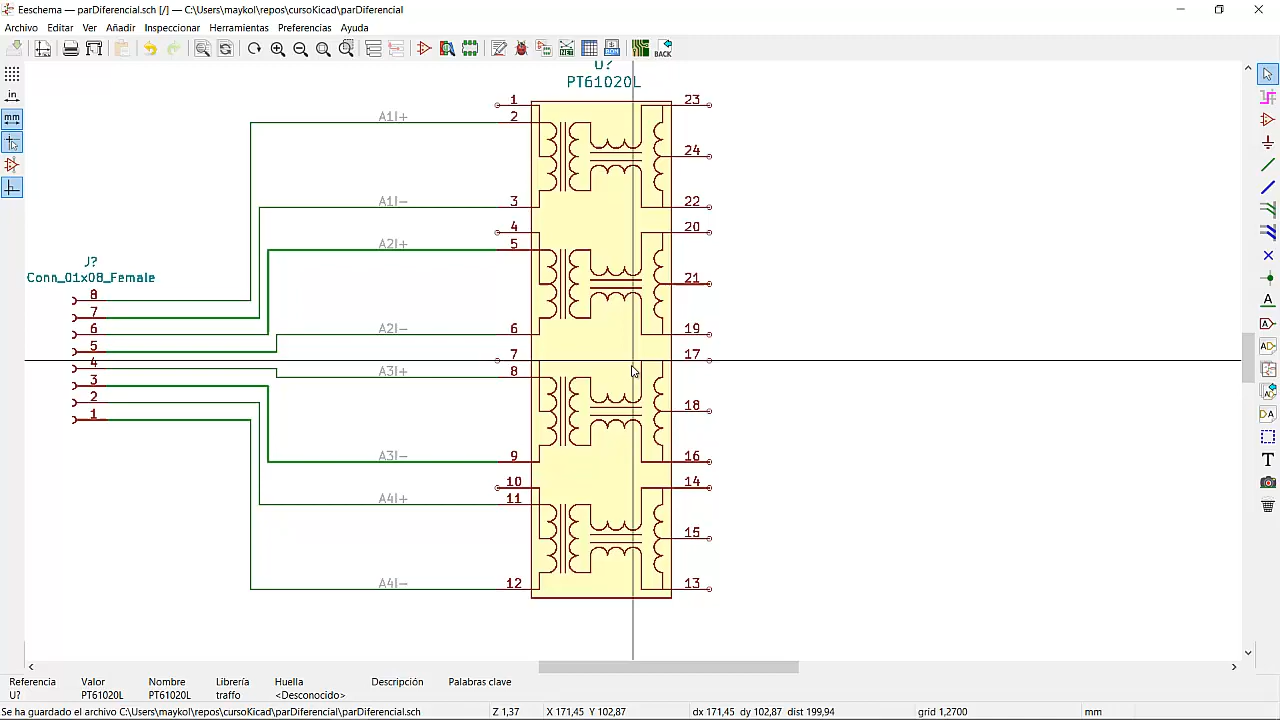 Eeschema — parDiferencial.sch [/] — C:\Users\maykol\repos\cursoKicad\parDiferencial
Archivo Editar Ver Añadir Inspeccionar Herramientas Preferencias Ayuda
BACK
in
mm
U?
PT61020L
1 23
A1I+ 2
24
A1I- 3 22
4 20
A2I+ 5
J?
Conn_01x08_Female
21
8
7
6 A2I- 6 19
5
4 7 17
3 A3I+ 8
2
1 18
A3I- 9 16
10 14
A4I+ 11
15
A4I- 12 13
A
A
T
Referencia Valor Nombre Librería Huella Descripción Palabras clave
U? PT61020L PT61020L traffo <Desconocido>
Se ha guardado el archivo C:\Users\maykol\repos\cursoKicad\parDiferencial\parDiferencial.sch Z 1,37 X 171,45 Y 102,87 dx 171,45 dy 102,87 dist 199,94 grid 1,2700 mm